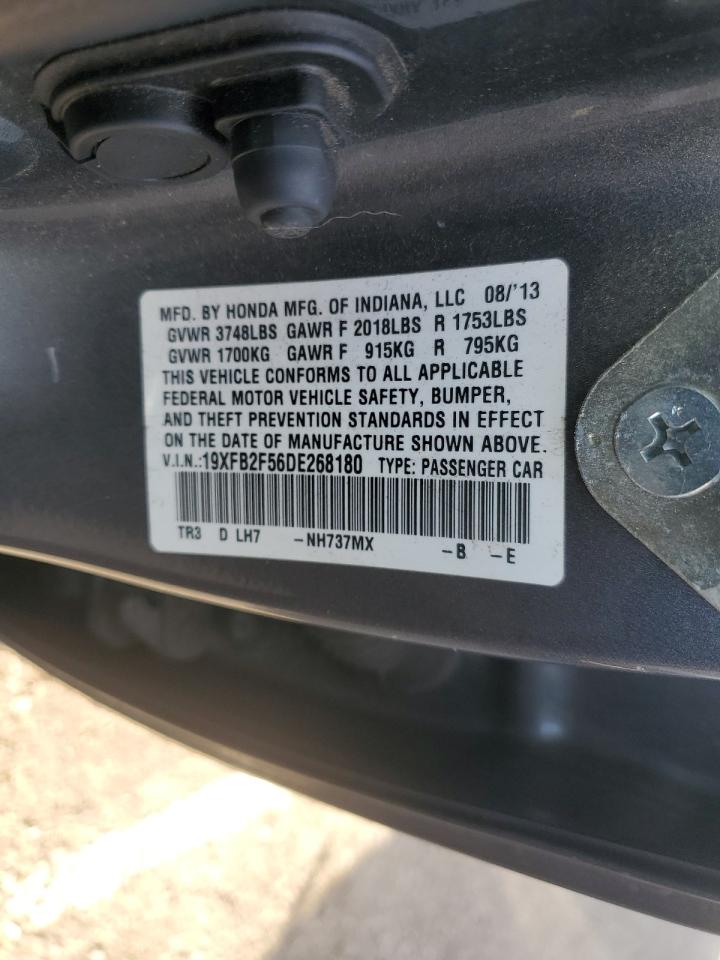 MFD. BY HONDA MFG. OF INDIANA, LLC 08/'13
GVWR 3748LBS GAWR F 2018LBS R 1753LBS
GVWR 1700KG GAWR F 915KG R 795KG
THIS VEHICLE CONFORMS TO ALL APPLICABLE
FEDERAL MOTOR VEHICLE SAFETY, BUMPER,
AND THEFT PREVENTION STANDARDS IN EFFECT
ON THE DATE OF MANUFACTURE SHOWN ABOVE.
V.I.N.:19XFB2F56DE268180 TYPE: PASSENGER CAR
TR3 D LH7 -NH737MX -B -E